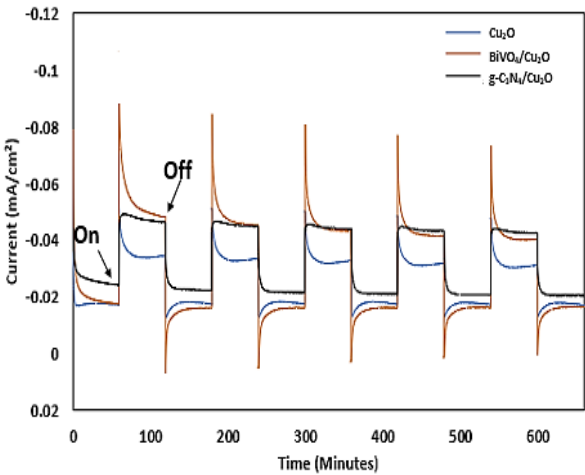 -0.12
-0.1
-0.08
-0.06
-0.04
-0.02
0
0.02
Current (mA/cm²)
Cu₂O
BiVO₄/Cu₂O
g-C₃N₄/Cu₂O
On
Off
0 100 200 300 400 500 600
Time (Minutes)